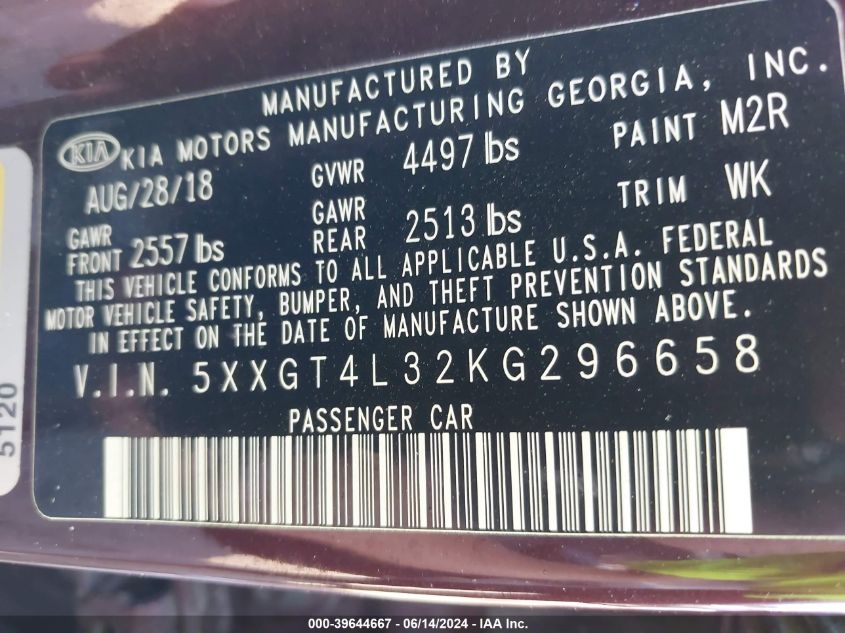 MANUFACTURED BY
KIA KIA MOTORS MANUFACTURING GEORGIA, INC.
AUG/28/18 GVWR 4497 lbs PAINT M2R
GAWR FRONT 2557 lbs GAWR REAR 2513 lbs TRIM WK
THIS VEHICLE CONFORMS TO ALL APPLICABLE U.S.A. FEDERAL
MOTOR VEHICLE SAFETY, BUMPER, AND THEFT PREVENTION STANDARDS
IN EFFECT ON THE DATE OF MANUFACTURE SHOWN ABOVE.
V.I.N. 5XXGT4L32KG296658
PASSENGER CAR
5120
000-39644667 / 06/14/2024 - IAA Inc.